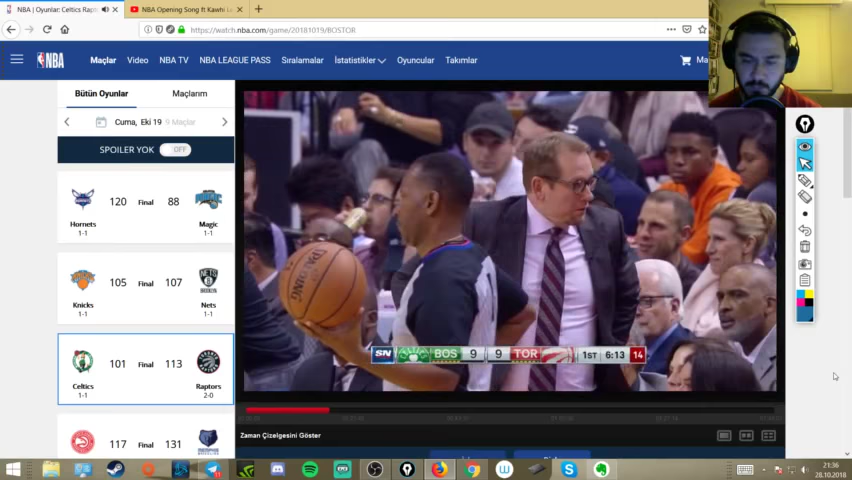 NBA | Oyunlar: Celtics Rapt
NBA Opening Song ft Kawhi
https://watch.nba.com/game/20181019/BOSTOR
NBA
Maçlar
Video
NBA TV
NBA LEAGUE PASS
Sıralamalar
İstatistikler
Oyuncular
Takımlar
Ma
Bütün Oyunlar
Maçlarım
Cuma, Eki 19
9 Maçlar
SPOILER YOK
OFF
120 Final 88
Hornets Magic
1-1 1-1
105 Final 107
Knicks Nets
1-1 1-1
101 Final 113
Celtics Raptors
1-1 2-0
117 Final 131
SPALDING
SN BOS 9 9 TOR 1ST 6:13 14
Zaman Çizelgesini Göster
21:36
28.10.2018